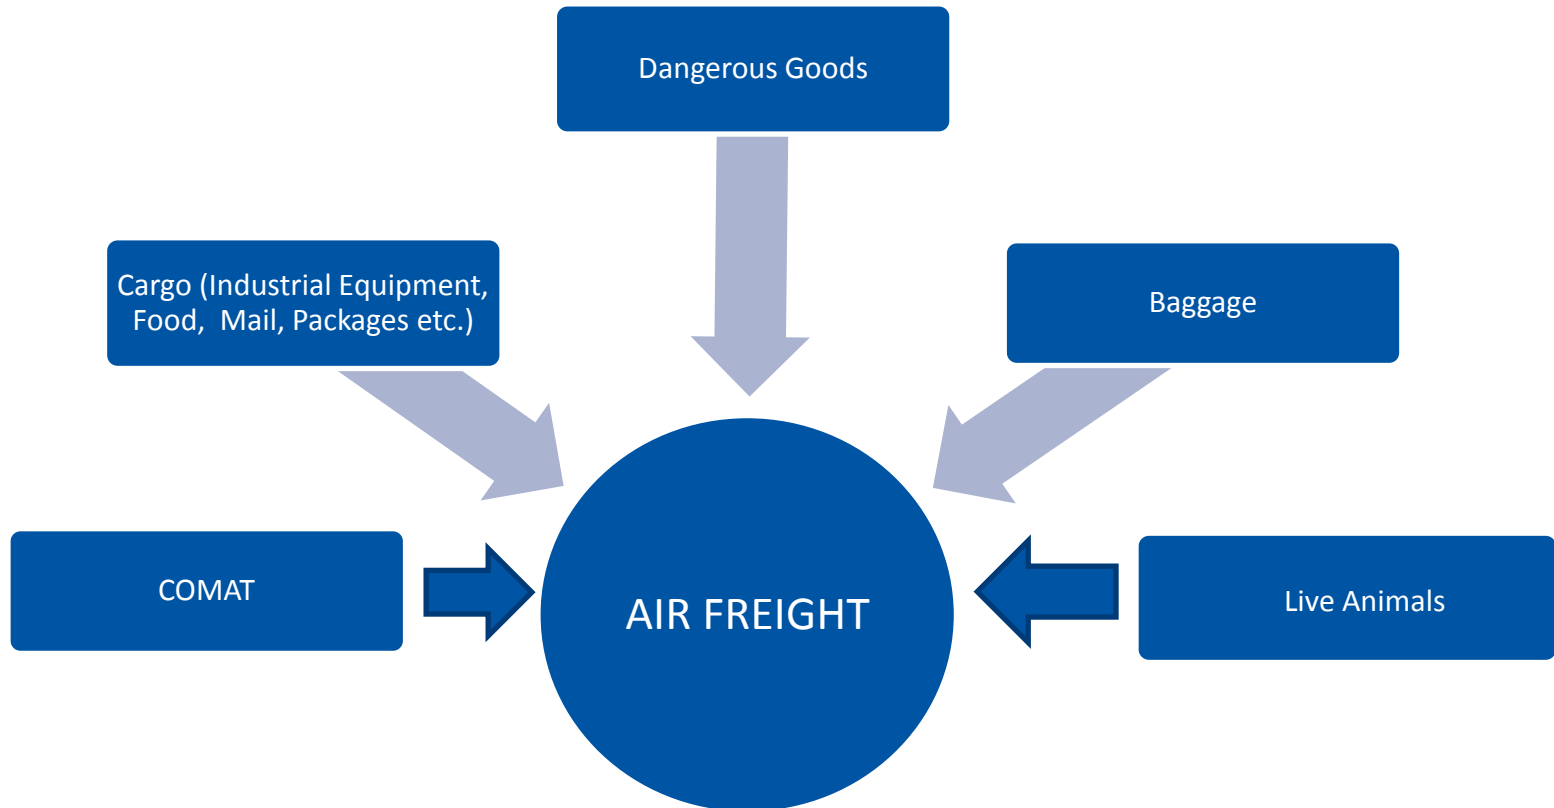 Dangerous Goods
Cargo (Industrial Equipment,
Food, Mail, Packages etc.)
Baggage
COMAT
AIR FREIGHT
Live Animals